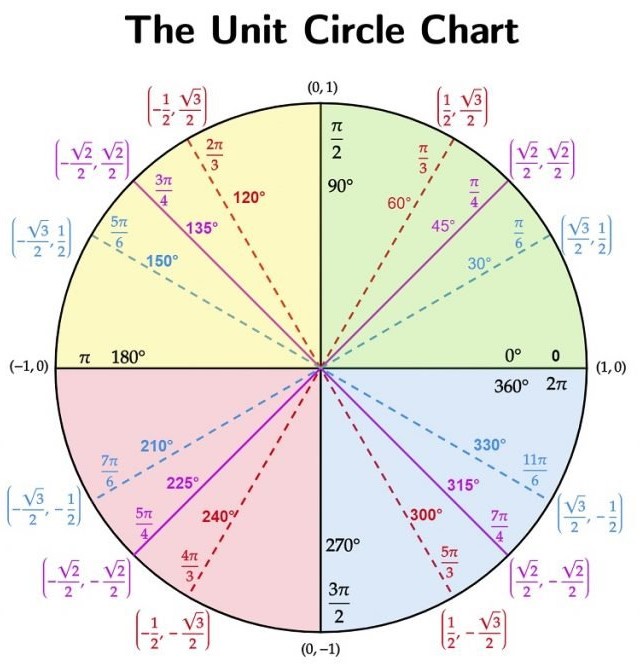 The Unit Circle Chart
(0, 1)
(-1/2, √3/2)
(1/2, √3/2)
2π/3
π/2
π/3
(-√2/2, √2/2)
(√2/2, √2/2)
3π/4
120°
90°
60°
π/4
(-√3/2, 1/2)
5π/6
135°
45°
π/6
(√3/2, 1/2)
150°
30°
(−1, 0)
π 180°
0° 0
(1, 0)
360° 2π
210°
330°
7π/6
225°
315°
11π/6
(-√3/2, -1/2)
5π/4
240°
300°
7π/4
(√3/2, -1/2)
270°
(-√2/2, -√2/2)
4π/3
3π/2
5π/3
(√2/2, -√2/2)
(-1/2, -√3/2)
(1/2, -√3/2)
(0, −1)